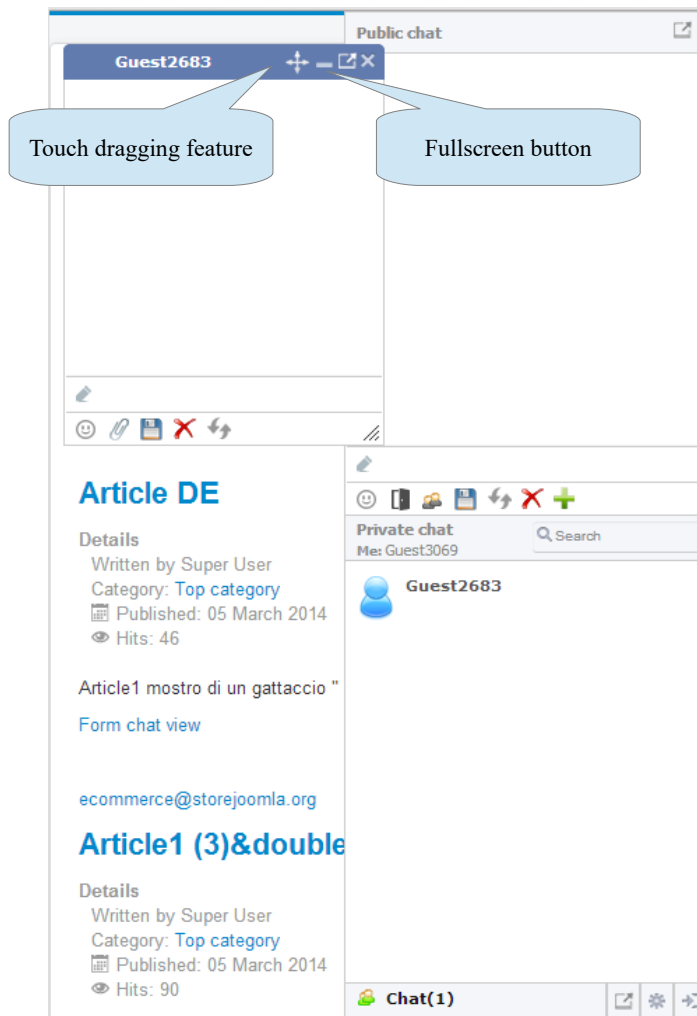 Public chat
Guest2683
Touch dragging feature
Fullscreen button
Article DE
Details
Written by Super User
Category: Top category
Published: 05 March 2014
Hits: 46
Article1 mostro di un gattaccio "
Form chat view
ecommerce@storejoomla.org
Article1 (3)&double
Details
Written by Super User
Category: Top category
Published: 05 March 2014
Hits: 90
Private chat
Me: Guest3069
Search
Guest2683
Chat(1)